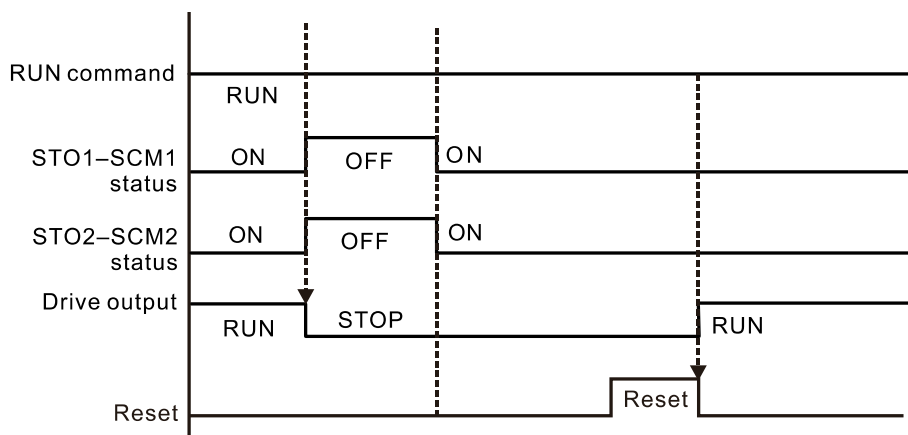 RUN command
RUN
STO1–SCM1
status
ON
OFF
ON
STO2–SCM2
status
ON
OFF
ON
Drive output
RUN
STOP
RUN
Reset
Reset